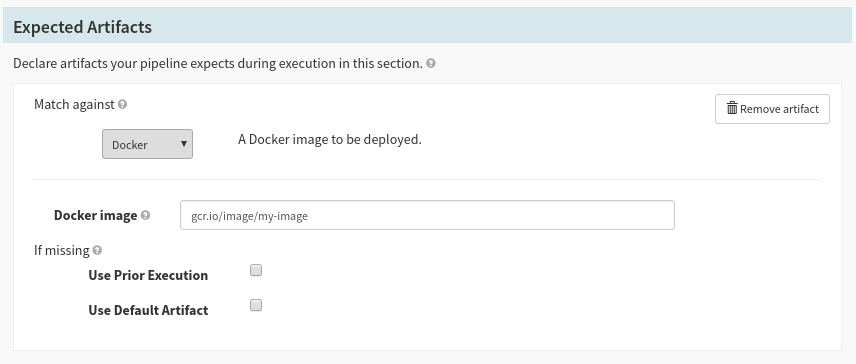 Expected Artifacts
Declare artifacts your pipeline expects during execution in this section.
Match against
Remove artifact
Docker
A Docker image to be deployed.
Docker image
gcr.io/image/my-image
If missing
Use Prior Execution
Use Default Artifact